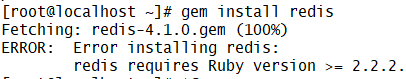 [root@localhost ~]# gem install redis
Fetching: redis-4.1.0.gem (100%)
ERROR:  Error installing redis:
        redis requires Ruby version >= 2.2.2.